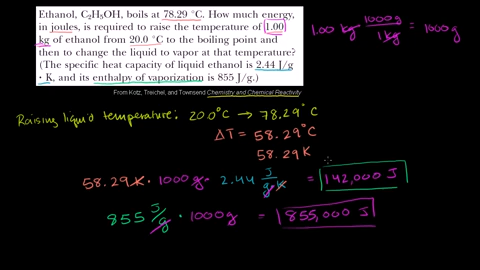 Ethanol, C₂H₅OH, boils at 78.29 °C. How much energy,
in joules, is required to raise the temperature of 1.00
kg of ethanol from 20.0 °C to the boiling point and
then to change the liquid to vapor at that temperature?
(The specific heat capacity of liquid ethanol is 2.44 J/g
· K, and its enthalpy of vaporization is 855 J/g.)
From Kotz, Treichel, and Townsend Chemistry and Chemical Reactivity
1.00 kg · 1000 g / 1 kg = 1000 g
Raising liquid temperature: 20.0°C → 78.29°C
ΔT = 58.29°C
58.29 K
58.29 K · 1000 g · 2.44 J / g·K = 142,000 J
855 J/g · 1000 g = 855,000 J